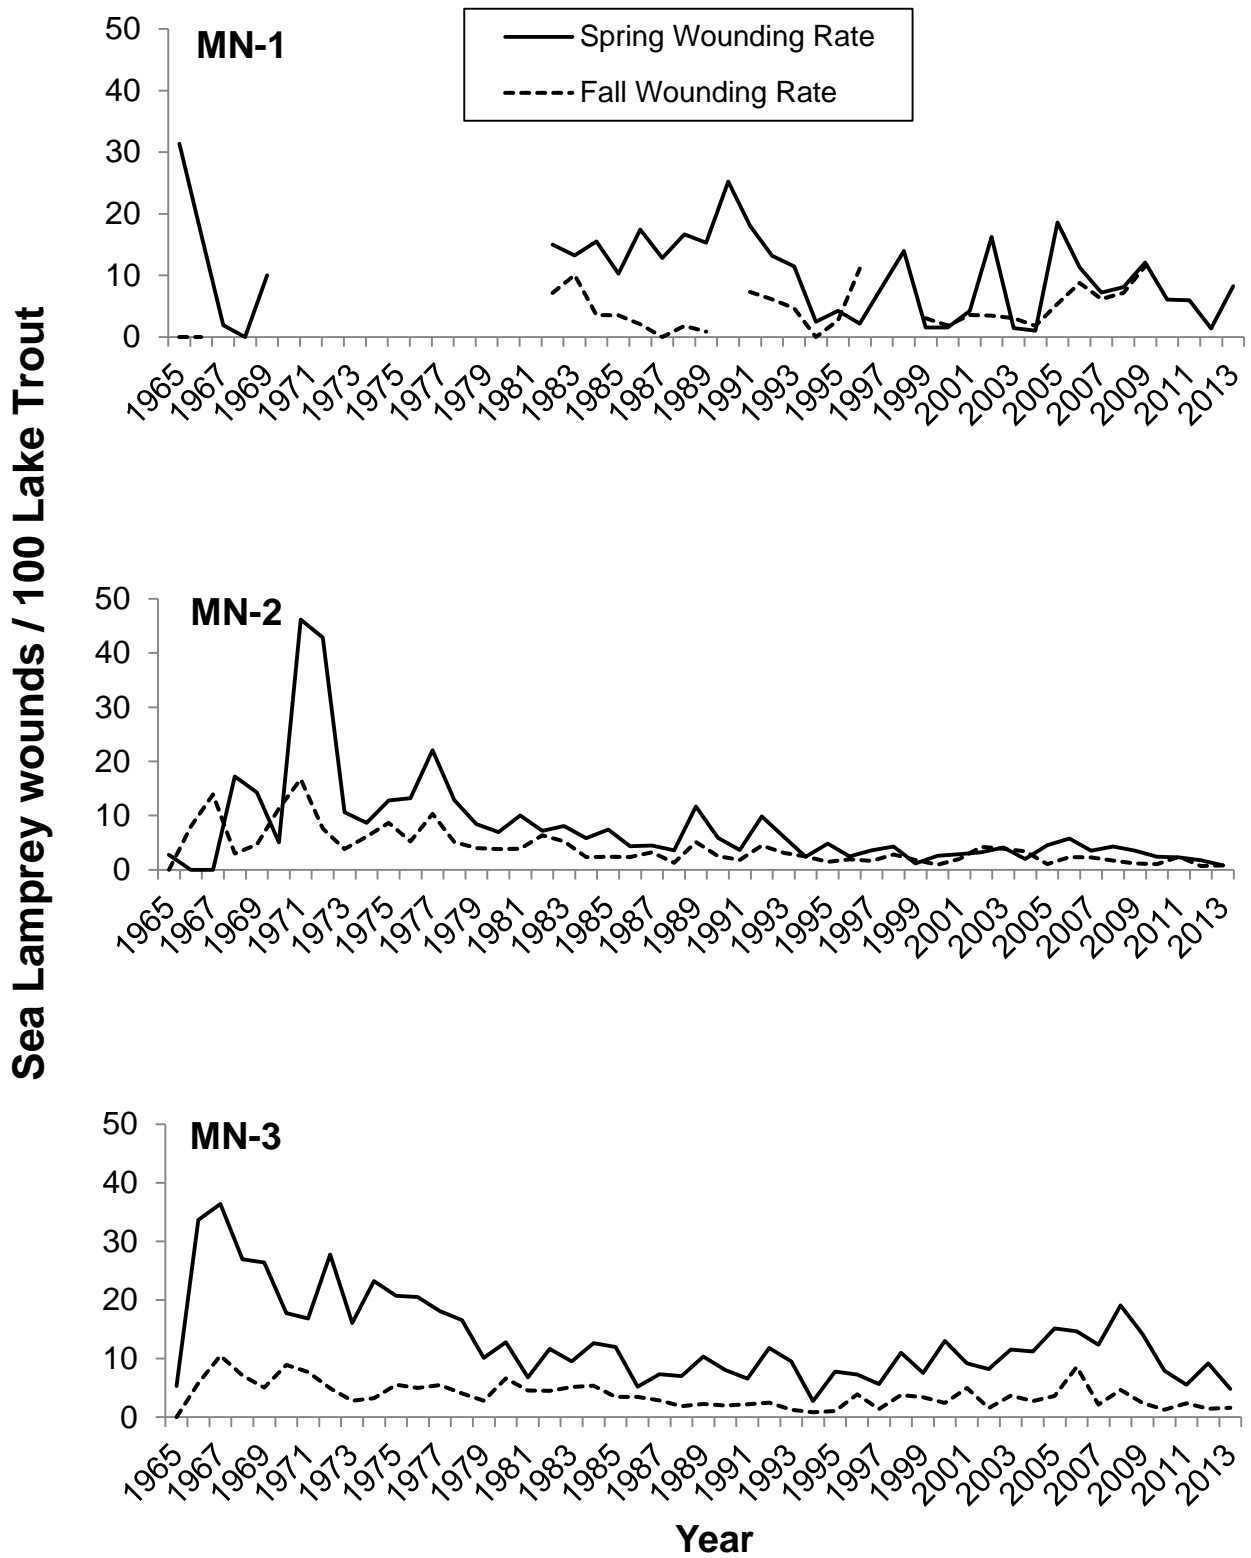 Sea Lamprey wounds / 100 Lake Trout
MN-1
Spring Wounding Rate
Fall Wounding Rate
50
40
30
20
10
0
1965 1967 1969 1971 1973 1975 1977 1979 1981 1983 1985 1987 1989 1991 1993 1995 1997 1999 2001 2003 2005 2007 2009 2011 2013
MN-2
50
40
30
20
10
0
1965 1967 1969 1971 1973 1975 1977 1979 1981 1983 1985 1987 1989 1991 1993 1995 1997 1999 2001 2003 2005 2007 2009 2011 2013
MN-3
50
40
30
20
10
0
1965 1967 1969 1971 1973 1975 1977 1979 1981 1983 1985 1987 1989 1991 1993 1995 1997 1999 2001 2003 2005 2007 2009 2011 2013
Year